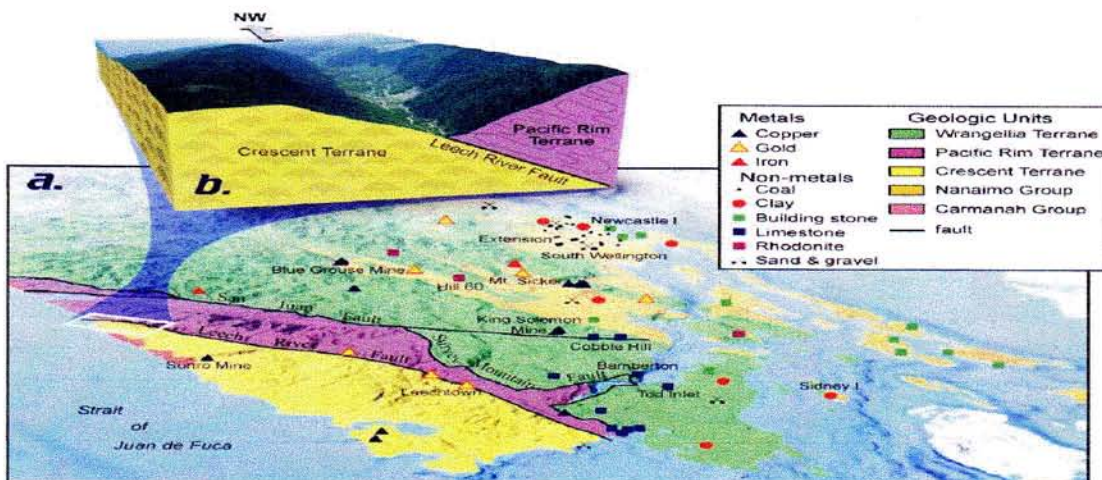 NW
Crescent Terrane
Pacific Rim
Terrane
Leech River Fault
a.
b.
Metals
Copper
Gold
Iron
Non-metals
Coal
Clay
Building stone
Limestone
Rhodonite
Sand & gravel
Geologic Units
Wrangellia Terrane
Pacific Rim Terrane
Crescent Terrane
Nanaimo Group
Carmanah Group
fault
Newcastle I
Extension
South Wellington
Blue Grouse Mine
Mt. Sicker
Hill 60
San Juan Fault
King Solomon
Mine
Cobble Hill
Leech River Fault
Survey Mountain Fault
Bamberton
Sunro Mine
Leechtown
Tod Inlet
Sidney I
Strait
of
Juan de Fuca